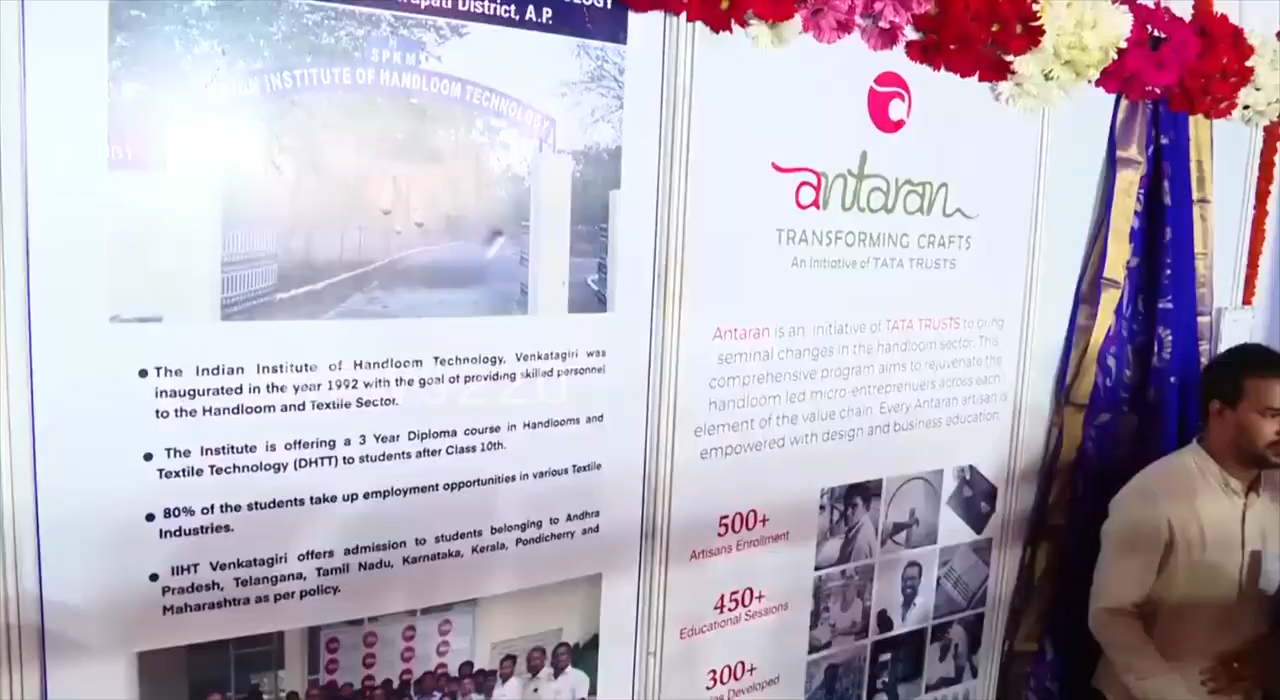 District, A.P.
SPKM
INSTITUTE OF HANDLOOM TECHNOLOGY
The Indian Institute of Handloom Technology, Venkatagiri was
inaugurated in the year 1992 with the goal of providing skilled personnel
to the Handloom and Textile Sector.
The Institute is offering a 3 Year Diploma course in Handlooms and
Textile Technology (DHTT) to students after Class 10th.
80% of the students take up employment opportunities in various Textile
Industries.
IIHT Venkatagiri offers admission to students belonging to Andhra
Pradesh, Telangana, Tamil Nadu, Karnataka, Kerala, Pondicherry and
Maharashtra as per policy.
antaran
TRANSFORMING CRAFTS
An Initiative of TATA TRUSTS
Antaran is an initiative of TATA TRUSTS to bring
seminal changes in the handloom sector. This
comprehensive program aims to rejuvenate the
handloom led micro-entreprenuers across each
element of the value chain. Every Antaran artisan is
empowered with design and business education.
500+
Artisans Enrollment
450+
Educational Sessions
300+
Developed